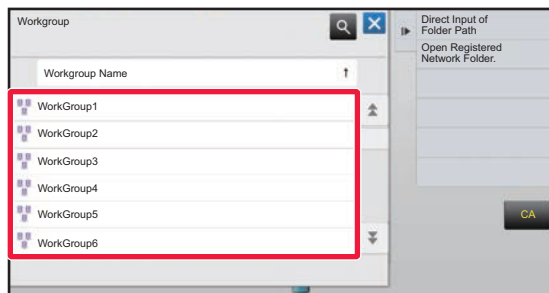 Workgroup
Workgroup Name
WorkGroup1
WorkGroup2
WorkGroup3
WorkGroup4
WorkGroup5
WorkGroup6
Direct Input of
Folder Path
Open Registered
Network Folder.
CA